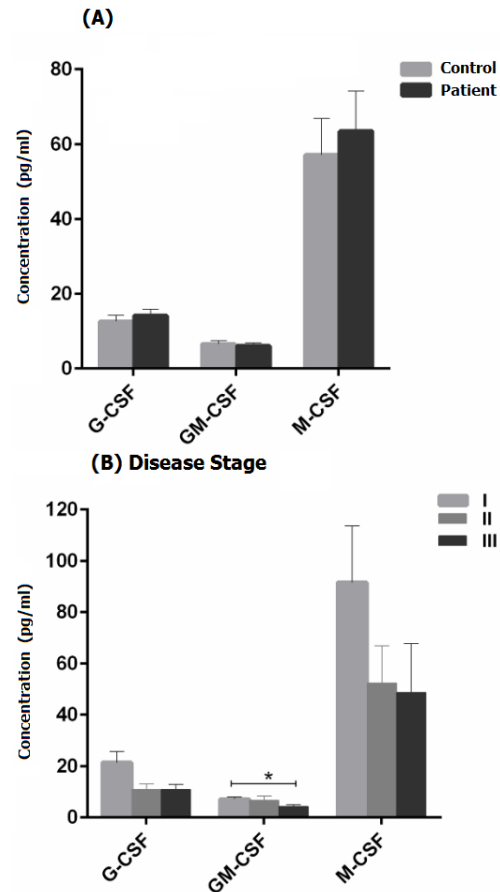 (A)
Control
Patient
Concentration (pg/ml)
80
60
40
20
0
G-CSF
GM-CSF
M-CSF
(B) Disease Stage
I
II
III
Concentration (pg/ml)
120
100
80
60
40
20
0
*
G-CSF
GM-CSF
M-CSF